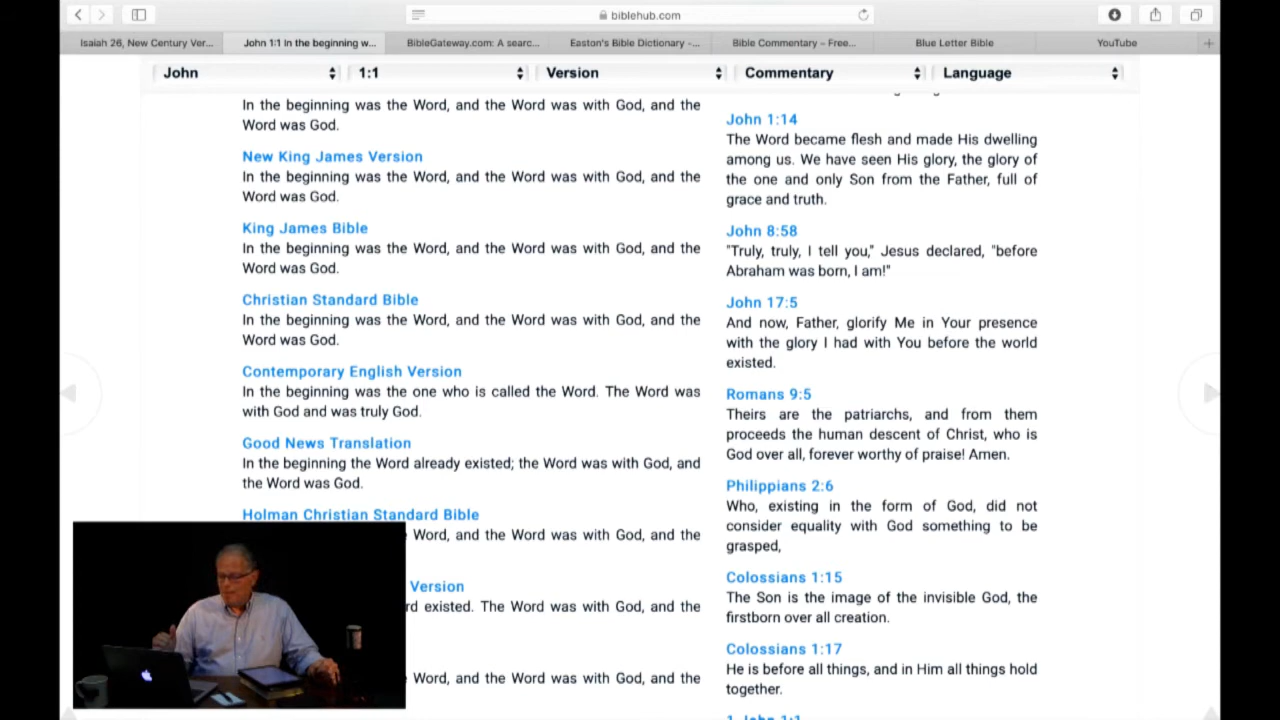 biblehub.com
Isaiah 26, New Century Ver...
John 1:1 In the beginning w...
BibleGateway.com: A searc...
Easton's Bible Dictionary -...
Bible Commentary – Free...
Blue Letter Bible
YouTube
John
1:1
Version
Commentary
Language
In the beginning was the Word, and the Word was with God, and the
Word was God.
New King James Version
In the beginning was the Word, and the Word was with God, and the
Word was God.
King James Bible
In the beginning was the Word, and the Word was with God, and the
Word was God.
Christian Standard Bible
In the beginning was the Word, and the Word was with God, and the
Word was God.
Contemporary English Version
In the beginning was the one who is called the Word. The Word was
with God and was truly God.
Good News Translation
In the beginning the Word already existed; the Word was with God, and
the Word was God.
Holman Christian Standard Bible
Word, and the Word was with God, and the
Version
rd existed. The Word was with God, and the
Word, and the Word was with God, and the
John 1:14
The Word became flesh and made His dwelling
among us. We have seen His glory, the glory of
the one and only Son from the Father, full of
grace and truth.
John 8:58
"Truly, truly, I tell you," Jesus declared, "before
Abraham was born, I am!"
John 17:5
And now, Father, glorify Me in Your presence
with the glory I had with You before the world
existed.
Romans 9:5
Theirs are the patriarchs, and from them
proceeds the human descent of Christ, who is
God over all, forever worthy of praise! Amen.
Philippians 2:6
Who, existing in the form of God, did not
consider equality with God something to be
grasped,
Colossians 1:15
The Son is the image of the invisible God, the
firstborn over all creation.
Colossians 1:17
He is before all things, and in Him all things hold
together.
1 John 1:1